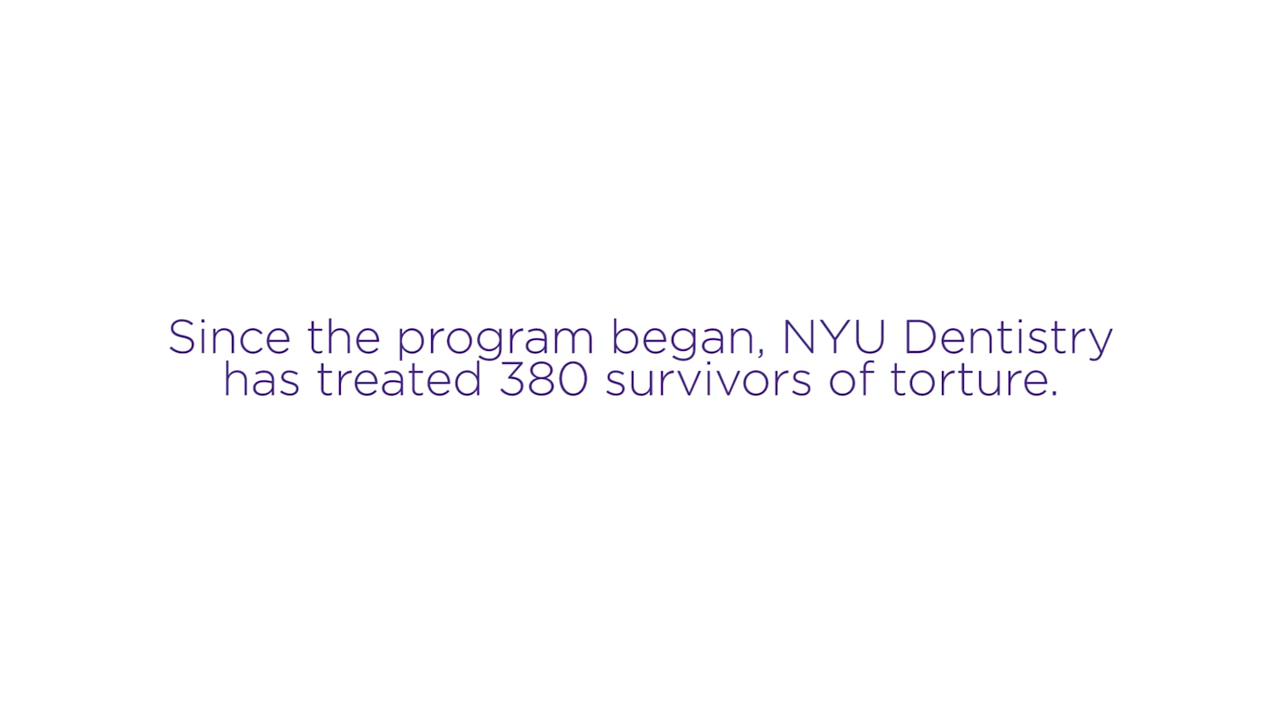 Since the program began, NYU Dentistry
has treated 380 survivors of torture.